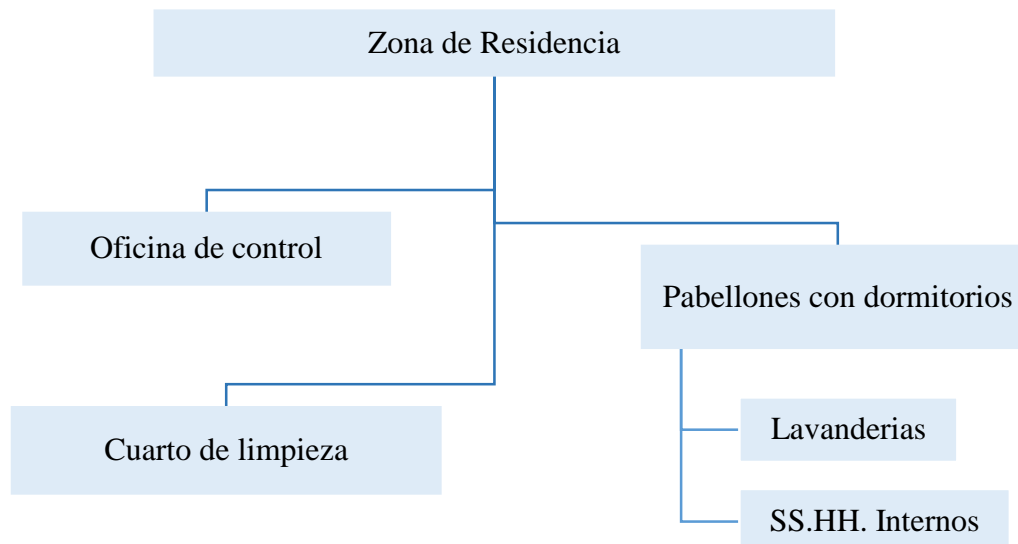 Zona de Residencia
Oficina de control
Pabellones con dormitorios
Cuarto de limpieza
Lavanderias
SS.HH. Internos